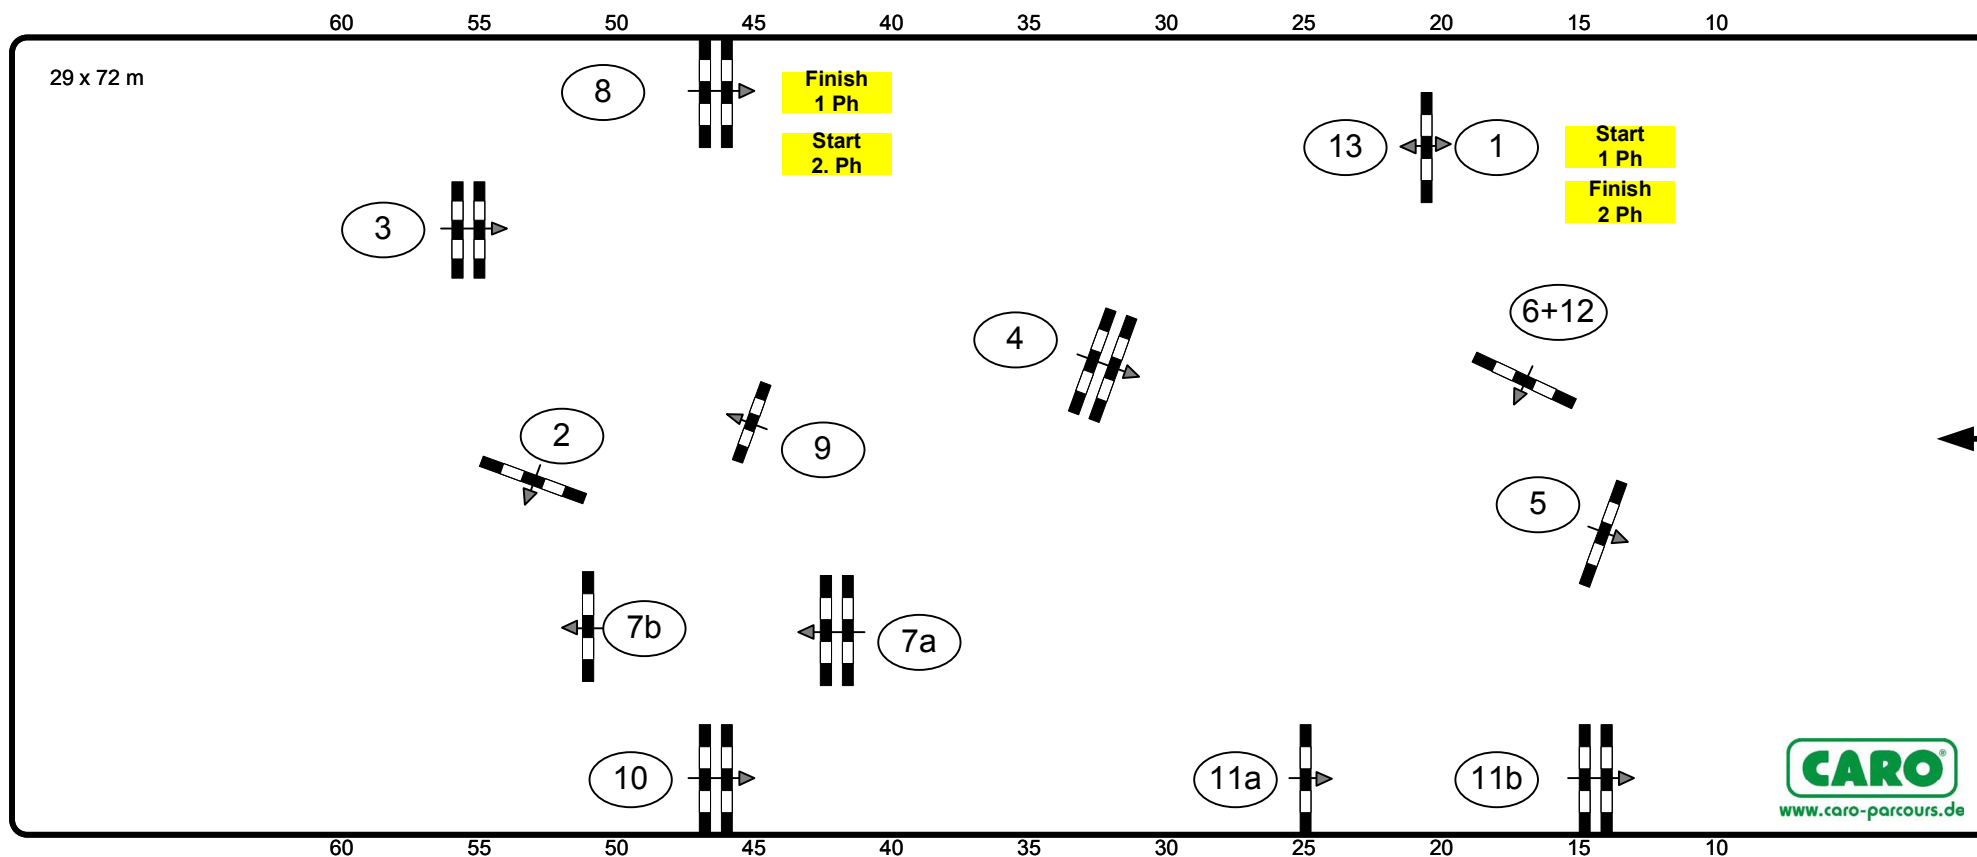 60 55 50 45 40 35 30 25 20 15 10
29 x 72 m
8
Finish
1 Ph
Start
2. Ph
13
1
Start
1 Ph
Finish
2 Ph
3
6+12
4
2
9
5
7b
7a
10
11a
11b
CARO®
www.caro-parcours.de
60 55 50 45 40 35 30 25 20 15 10